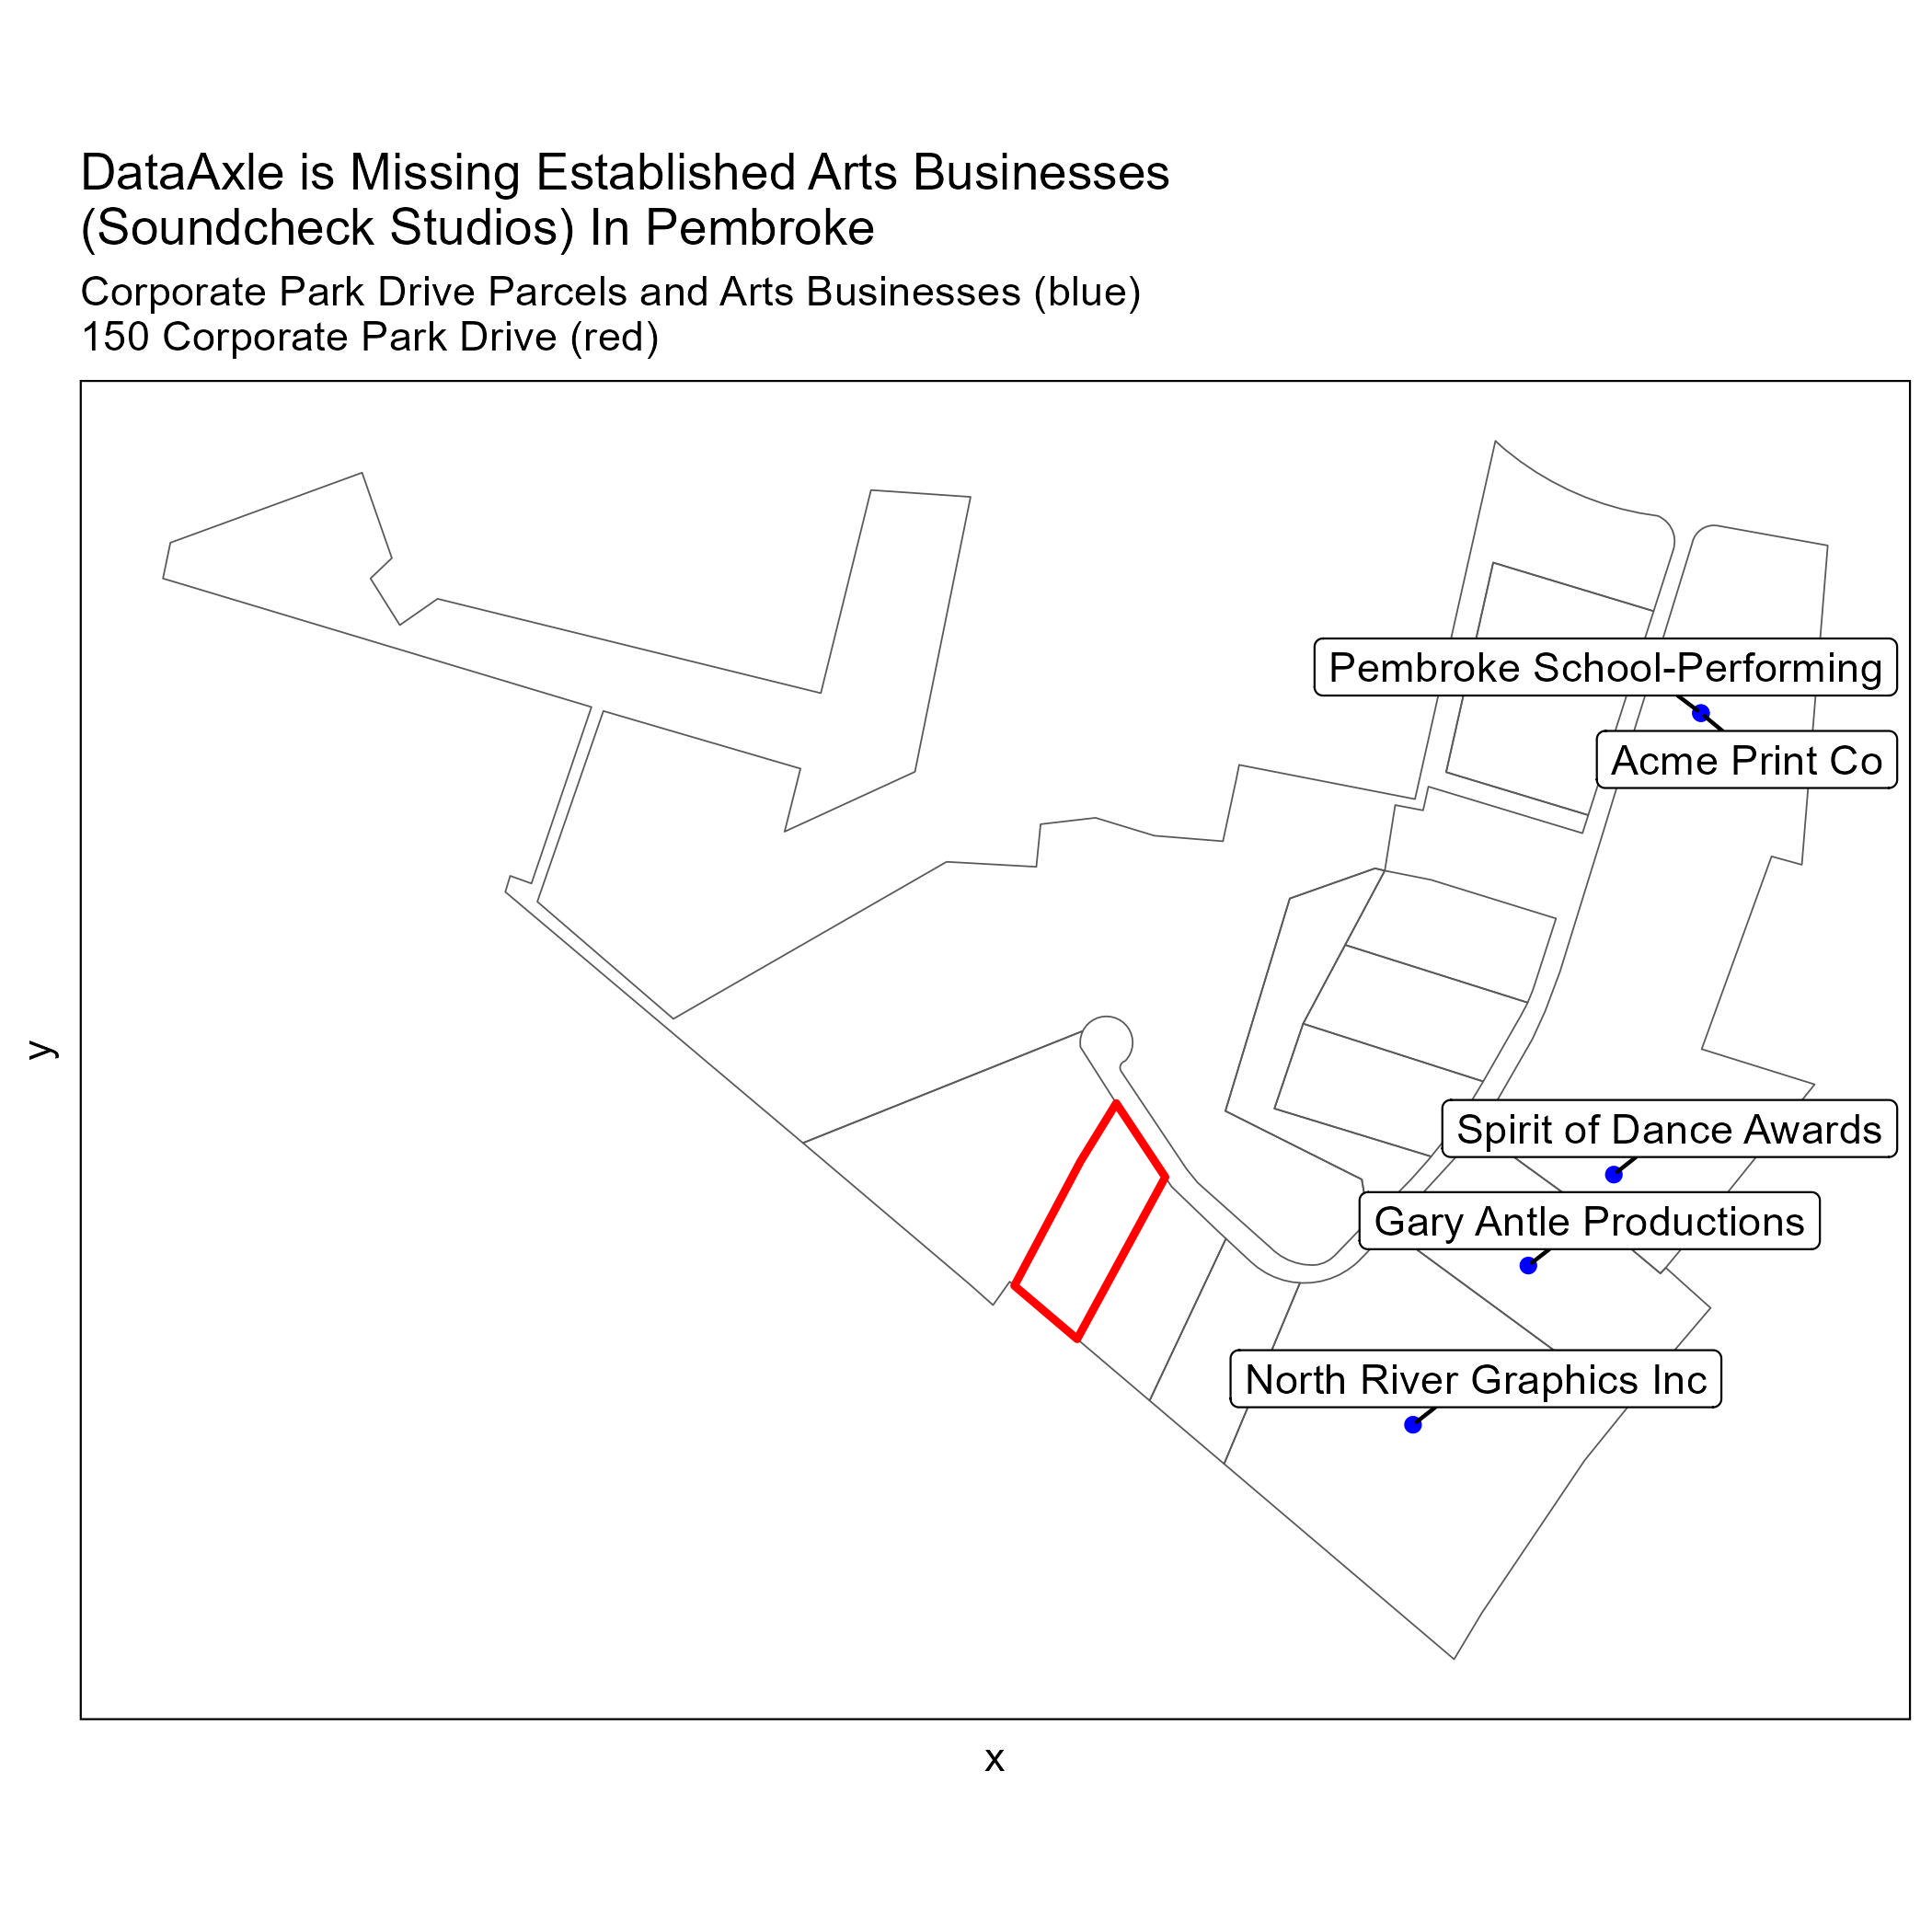 DataAxle is Missing Established Arts Businesses
(Soundcheck Studios) In Pembroke
Corporate Park Drive Parcels and Arts Businesses (blue)
150 Corporate Park Drive (red)
Pembroke School-Performing
Acme Print Co
y
Spirit of Dance Awards
Gary Antle Productions
North River Graphics Inc
x